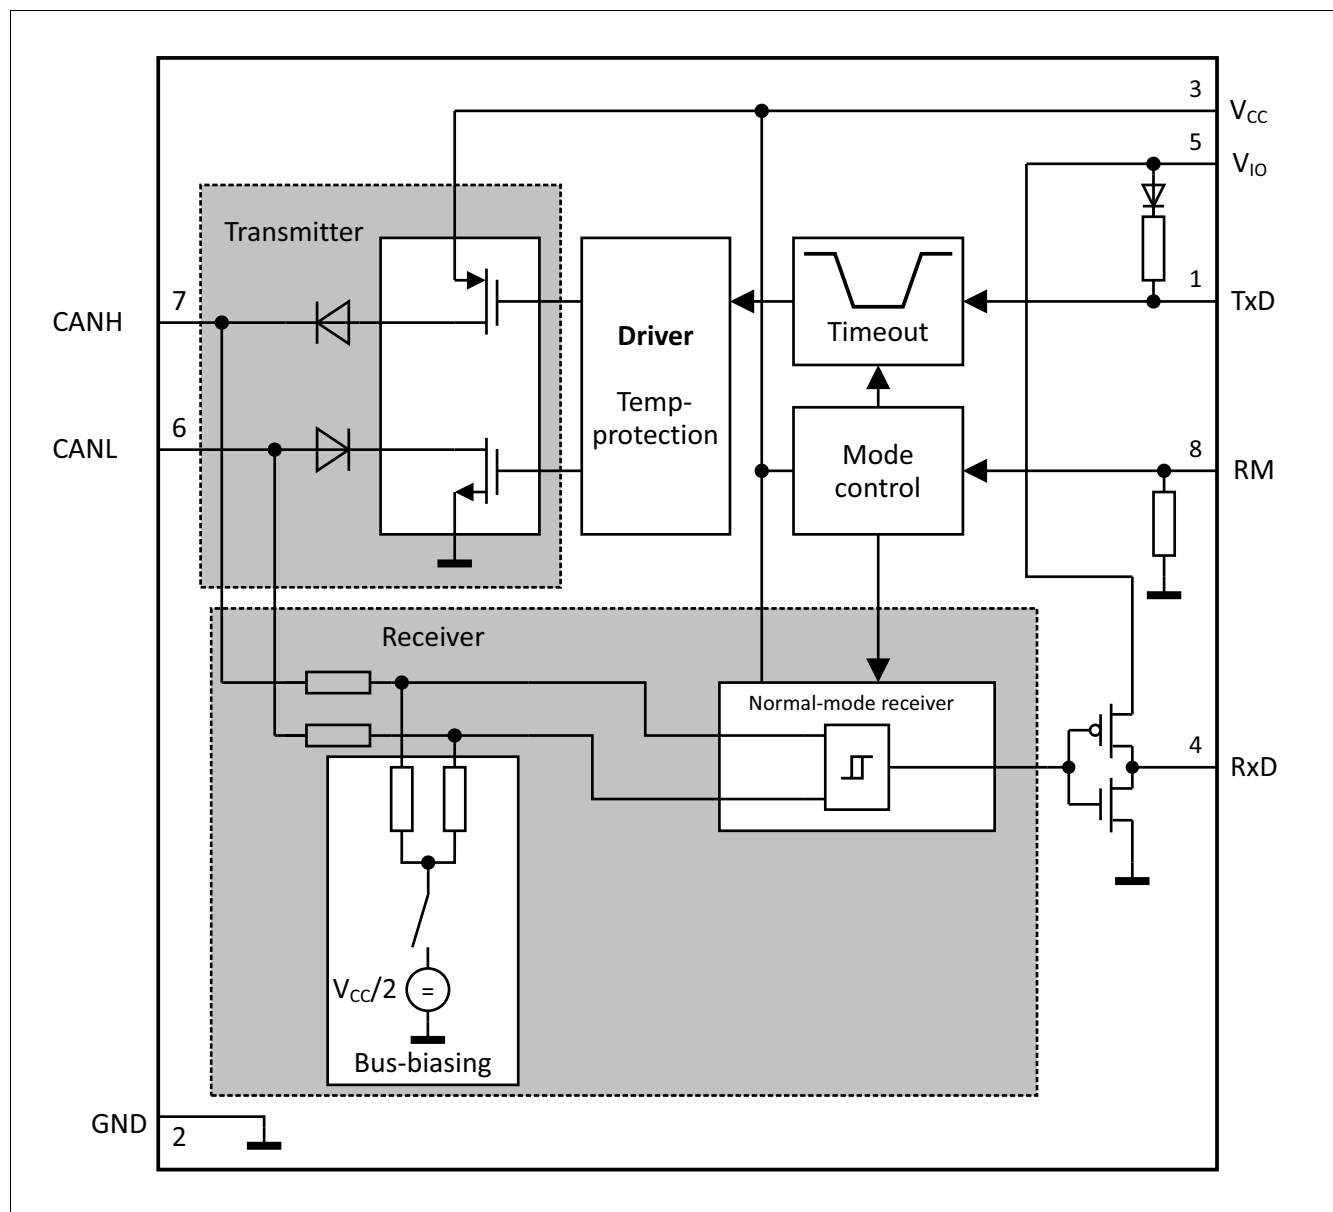 3
VCC
5
VIO
Transmitter
7
CANH
Driver
Timeout
1
TxD
Temp-
protection
6
CANL
Mode
control
8
RM
Receiver
Normal-mode receiver
4
RxD
VCC/2
=
Bus-biasing
GND
2